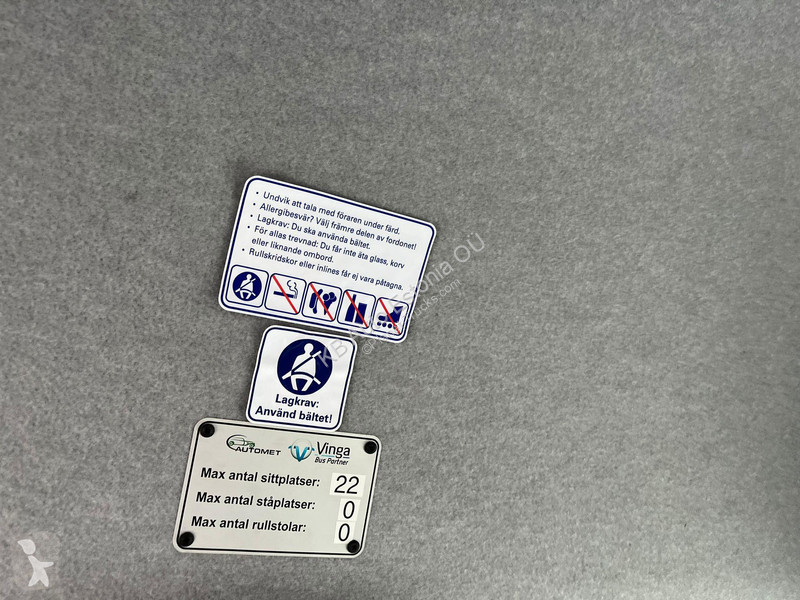 • Undvik att tala med föraren under färd.
• Allergibesvär? Välj främre delen av fordonet!
• Lagkrav: Du ska använda bältet.
• För allas trevnad: Du får inte äta glass, korv
eller liknande ombord.
• Rullskridskor eller inlines får ej vara påtagna.
Lagkrav:
Använd bältet!
AUTOMET
Vinga
Bus Partner
Max antal sittplatser: 22
Max antal ståplatser: 0
Max antal rullstolar: 0